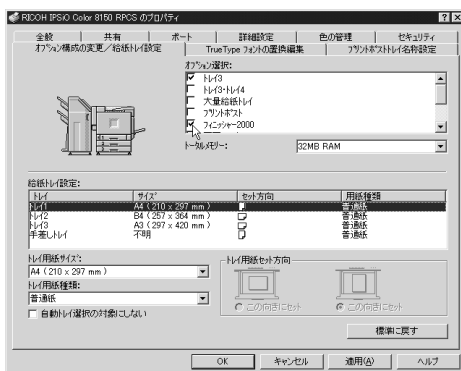 RICOH IPSiO Color 8150 RPCS のプロパティ
全般 共有 ポート 詳細設定 色の管理 セキュリティ
オプション構成の変更／給紙トレイ設定 TrueType フォントの置換編集 プリントポストトレイ名称設定
オプション選択:
トレイ3
トレイ3・トレイ4
大量給紙トレイ
プリントポスト
フィニッシャー2000
トータルメモリー: 32MB RAM
給紙トレイ設定:
トレイ サイズ セット方向 用紙種類
トレイ1 A4 (210 x 297 mm) 普通紙
トレイ2 B4 (257 x 364 mm) 普通紙
トレイ3 A3 (297 x 420 mm) 普通紙
手差しトレイ 不明 普通紙
トレイ用紙サイズ:
A4 (210 x 297 mm)
トレイ用紙種類:
普通紙
自動トレイ選択の対象にしない
トレイ用紙セット方向
この向きにセット この向きにセット
標準に戻す
OK キャンセル 適用(A) ヘルプ